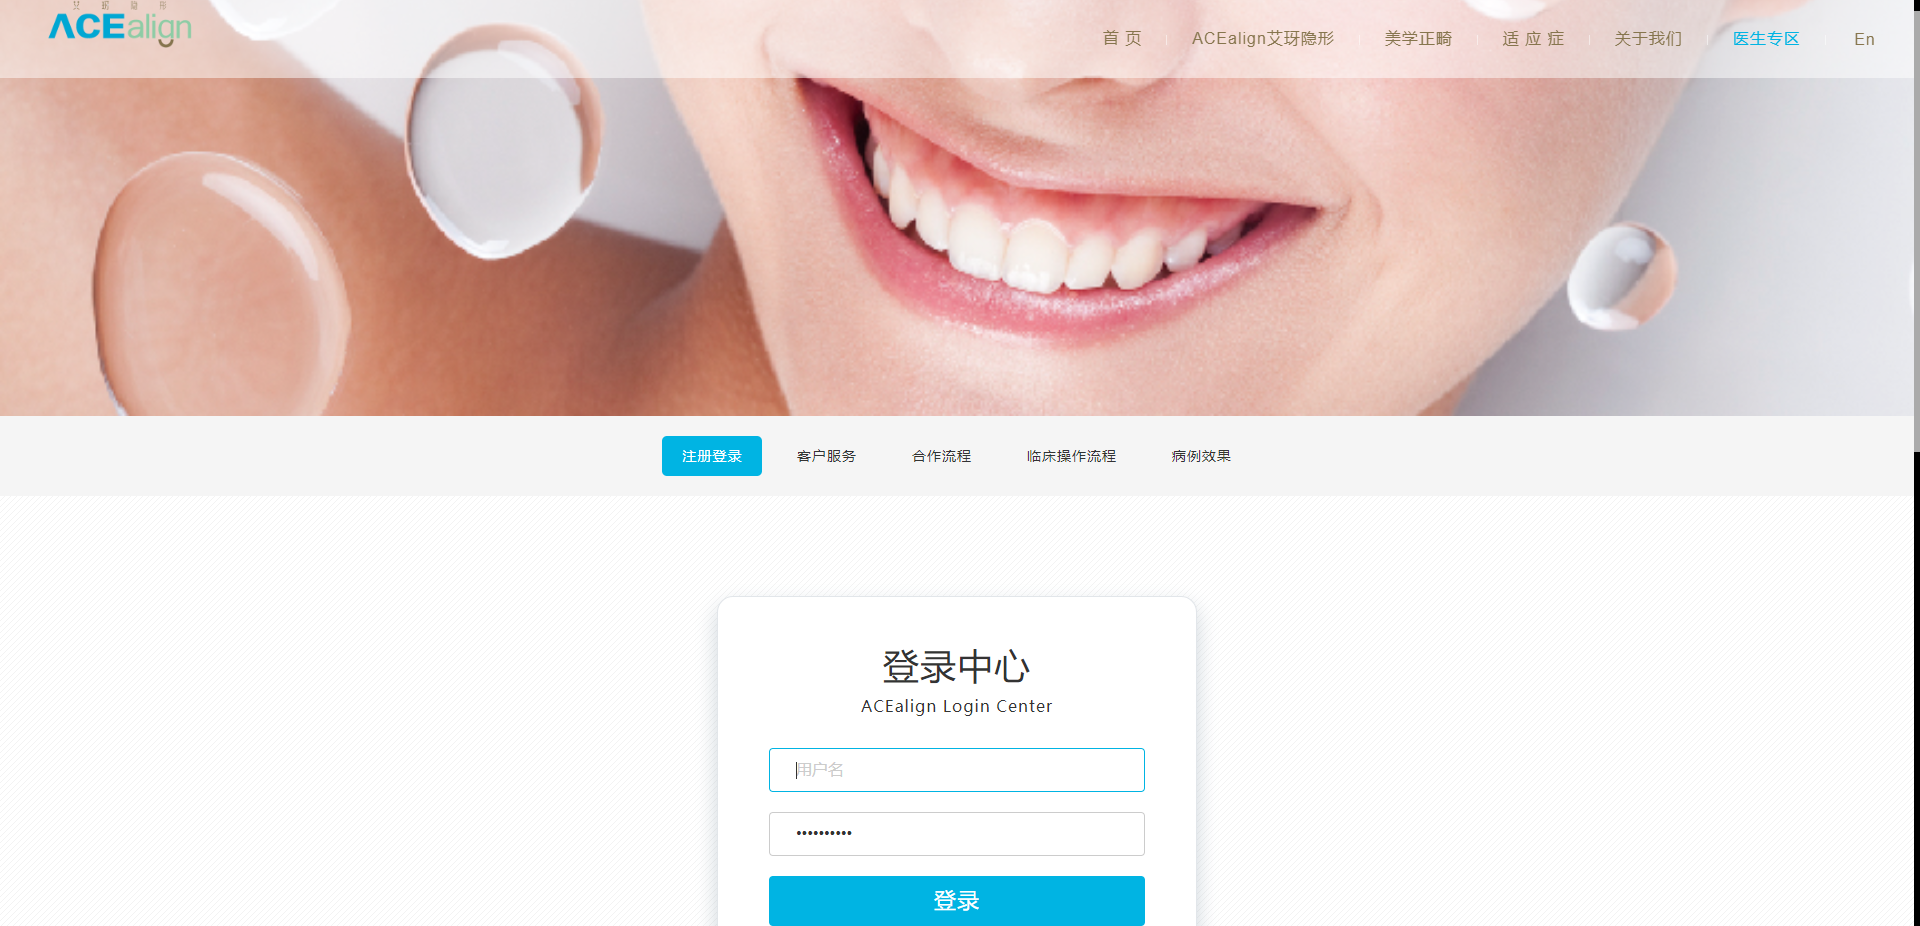 艾玡隐形
ACEalign
首 页
ACEalign艾玡隐形
美学正畸
适 应 症
关于我们
医生专区
En
注册登录
客户服务
合作流程
临床操作流程
病例效果
登录中心
ACEalign Login Center
用户名
••••••••••
登录